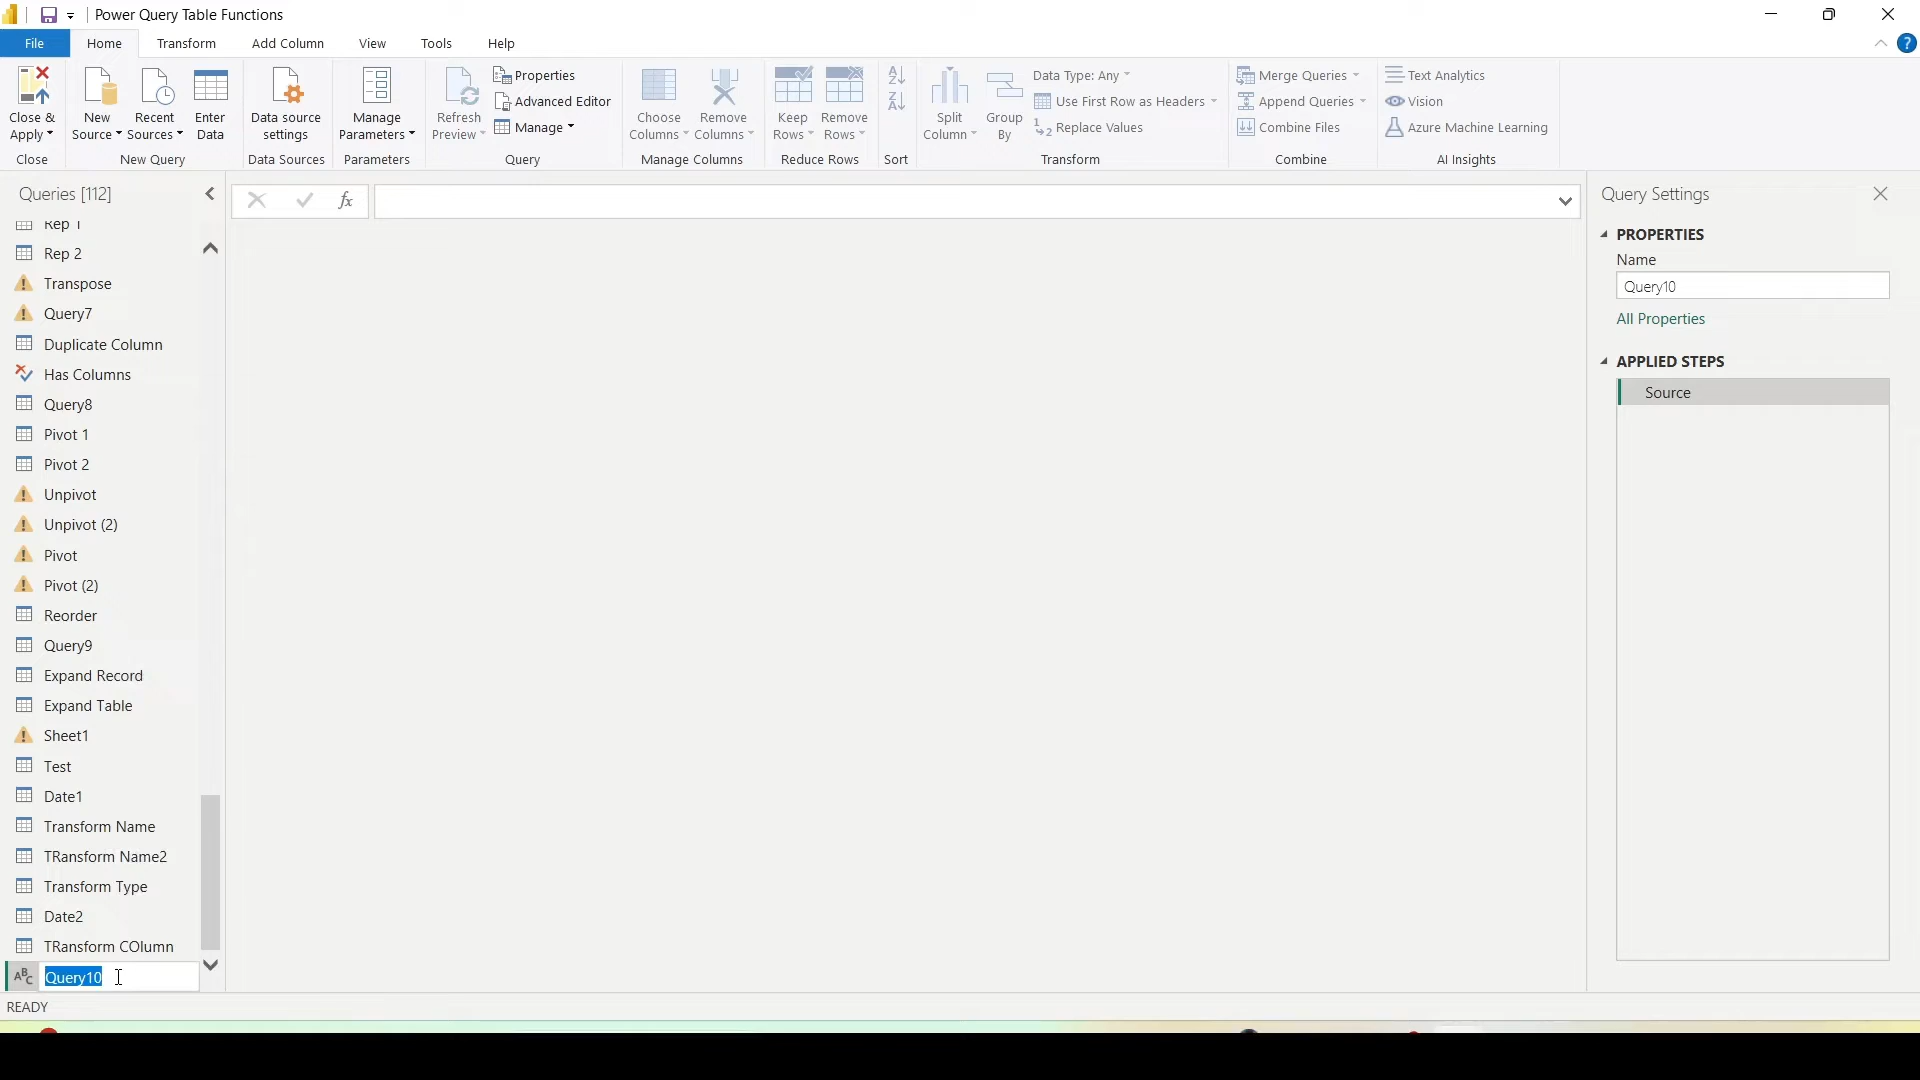 Power Query Table Functions
File Home Transform Add Column View Tools Help
Close & Apply
New Source
Recent Sources
Enter Data
Data source settings
Manage Parameters
Refresh Preview
Properties
Advanced Editor
Manage
Choose Columns
Remove Columns
Keep Rows
Remove Rows
Split Column
Group By
Data Type: Any
Use First Row as Headers
Replace Values
Merge Queries
Append Queries
Combine Files
Text Analytics
Vision
Azure Machine Learning
Close New Query Data Sources Parameters Query Manage Columns Reduce Rows Sort Transform Combine AI Insights
Queries [112]
Rep 1
Rep 2
Transpose
Query7
Duplicate Column
Has Columns
Query8
Pivot 1
Pivot 2
Unpivot
Unpivot (2)
Pivot
Pivot (2)
Reorder
Query9
Expand Record
Expand Table
Sheet1
Test
Date1
Transform Name
TRansform Name2
Transform Type
Date2
TRansform COlumn
ABC Query10
fx
Query Settings
PROPERTIES
Name
Query10
All Properties
APPLIED STEPS
Source
READY